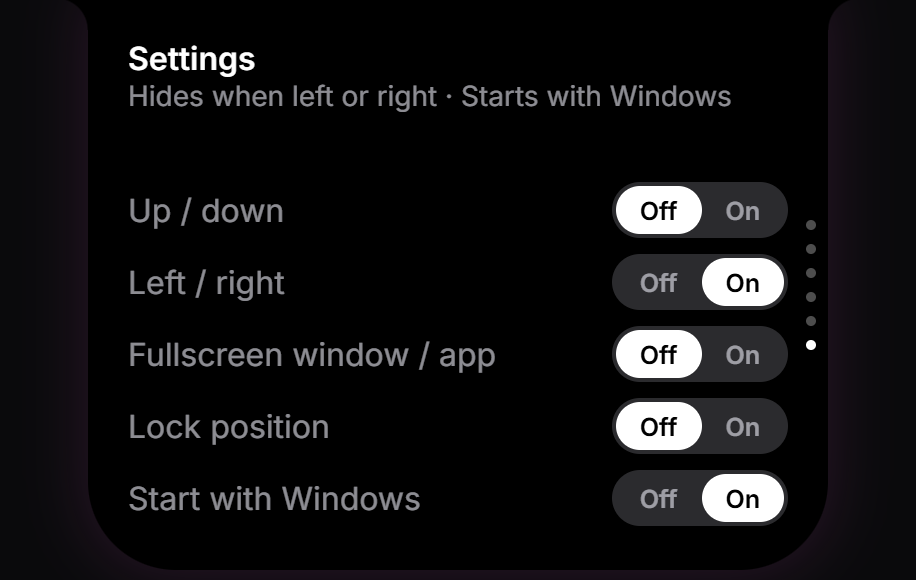 Settings
Hides when left or right · Starts with Windows
Up / down Off On
Left / right Off On
Fullscreen window / app Off On
Lock position Off On
Start with Windows Off On